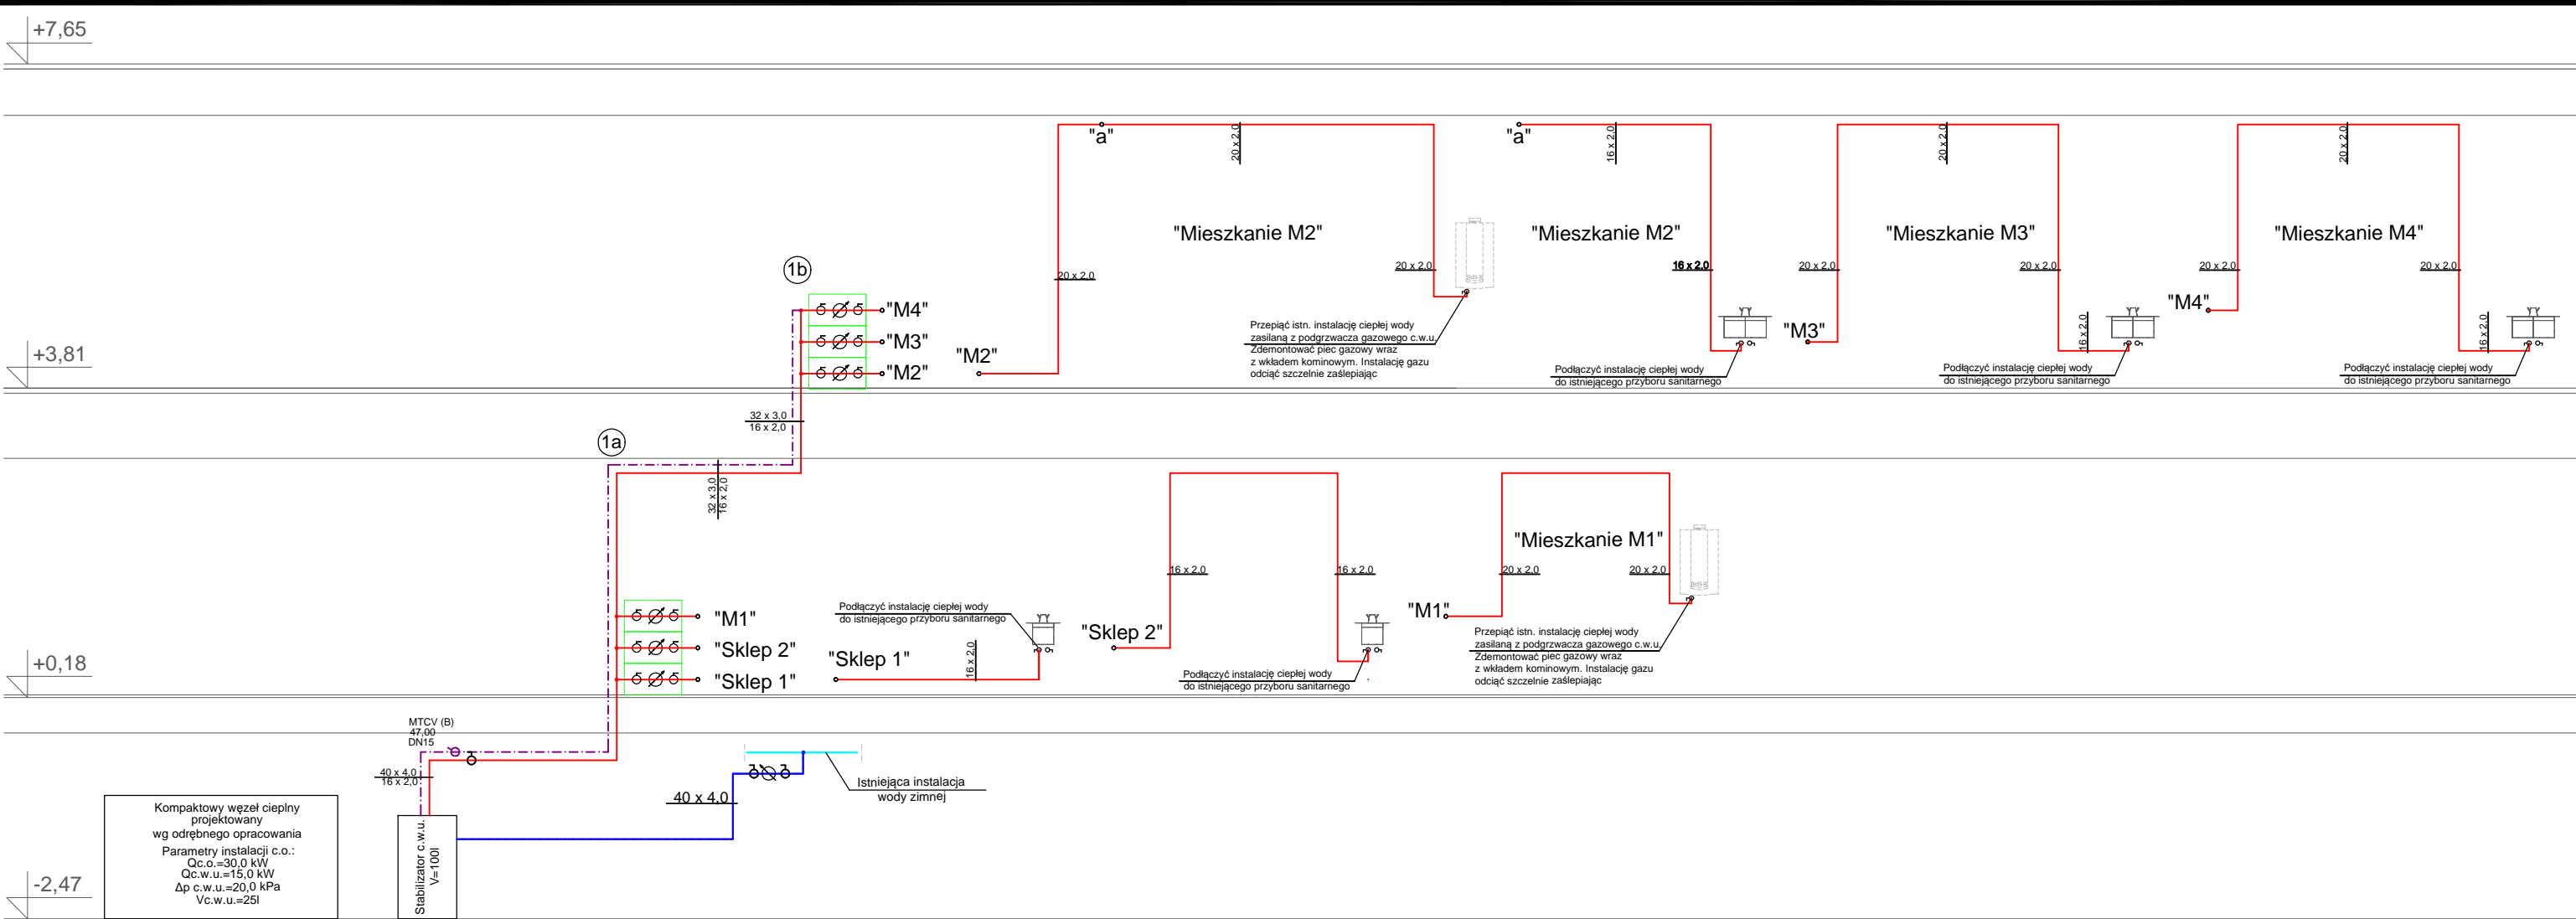 +7,65
"a"
20 x 2,0
"a"
16 x 2,0
20 x 2,0
20 x 2,0
"Mieszkanie M2"
"Mieszkanie M2"
"Mieszkanie M3"
"Mieszkanie M4"
1b
20 x 2,0
20 x 2,0
16 x 2,0
20 x 2,0
20 x 2,0
20 x 2,0
20 x 2,0
"M4"
"M3"
"M2"
"M2"
"M3"
"M4"
16 x 2,0
16 x 2,0
Przepiąć istn. instalację ciepłej wody
zasilaną z podgrzwacza gazowego c.w.u.
Zdemontować piec gazowy wraz
z wkładem kominowym. Instalację gazu
odciąć szczelnie zaślepiając
Podłączyć instalację ciepłej wody
do istniejącego przyboru sanitarnego
Podłączyć instalację ciepłej wody
do istniejącego przyboru sanitarnego
Podłączyć instalację ciepłej wody
do istniejącego przyboru sanitarnego
+3,81
32 x 3,0
16 x 2,0
1a
32 x 3,0
16 x 2,0
"Mieszkanie M1"
16 x 2,0
16 x 2,0
20 x 2,0
20 x 2,0
"M1"
"Sklep 2"
"Sklep 1"
Podłączyć instalację ciepłej wody
do istniejącego przyboru sanitarnego
"Sklep 1"
16 x 2,0
"Sklep 2"
Podłączyć instalację ciepłej wody
do istniejącego przyboru sanitarnego
"M1"
Przepiąć istn. instalację ciepłej wody
zasilaną z podgrzwacza gazowego c.w.u.
Zdemontować piec gazowy wraz
z wkładem kominowym. Instalację gazu
odciąć szczelnie zaślepiając
+0,18
MTCV (B)
47,00
DN15
40 x 4,0
16 x 2,0
40 x 4,0
Istniejąca instalacja
wody zimnej
Kompaktowy węzeł cieplny
projektowany
wg odrębnego opracowania
Parametry instalacji c.o.:
Qc.o.=30,0 kW
Qc.w.u.=15,0 kW
Δp c.w.u.=20,0 kPa
Vc.w.u.=25l
Stabilizator c.w.u.
V=100l
-2,47